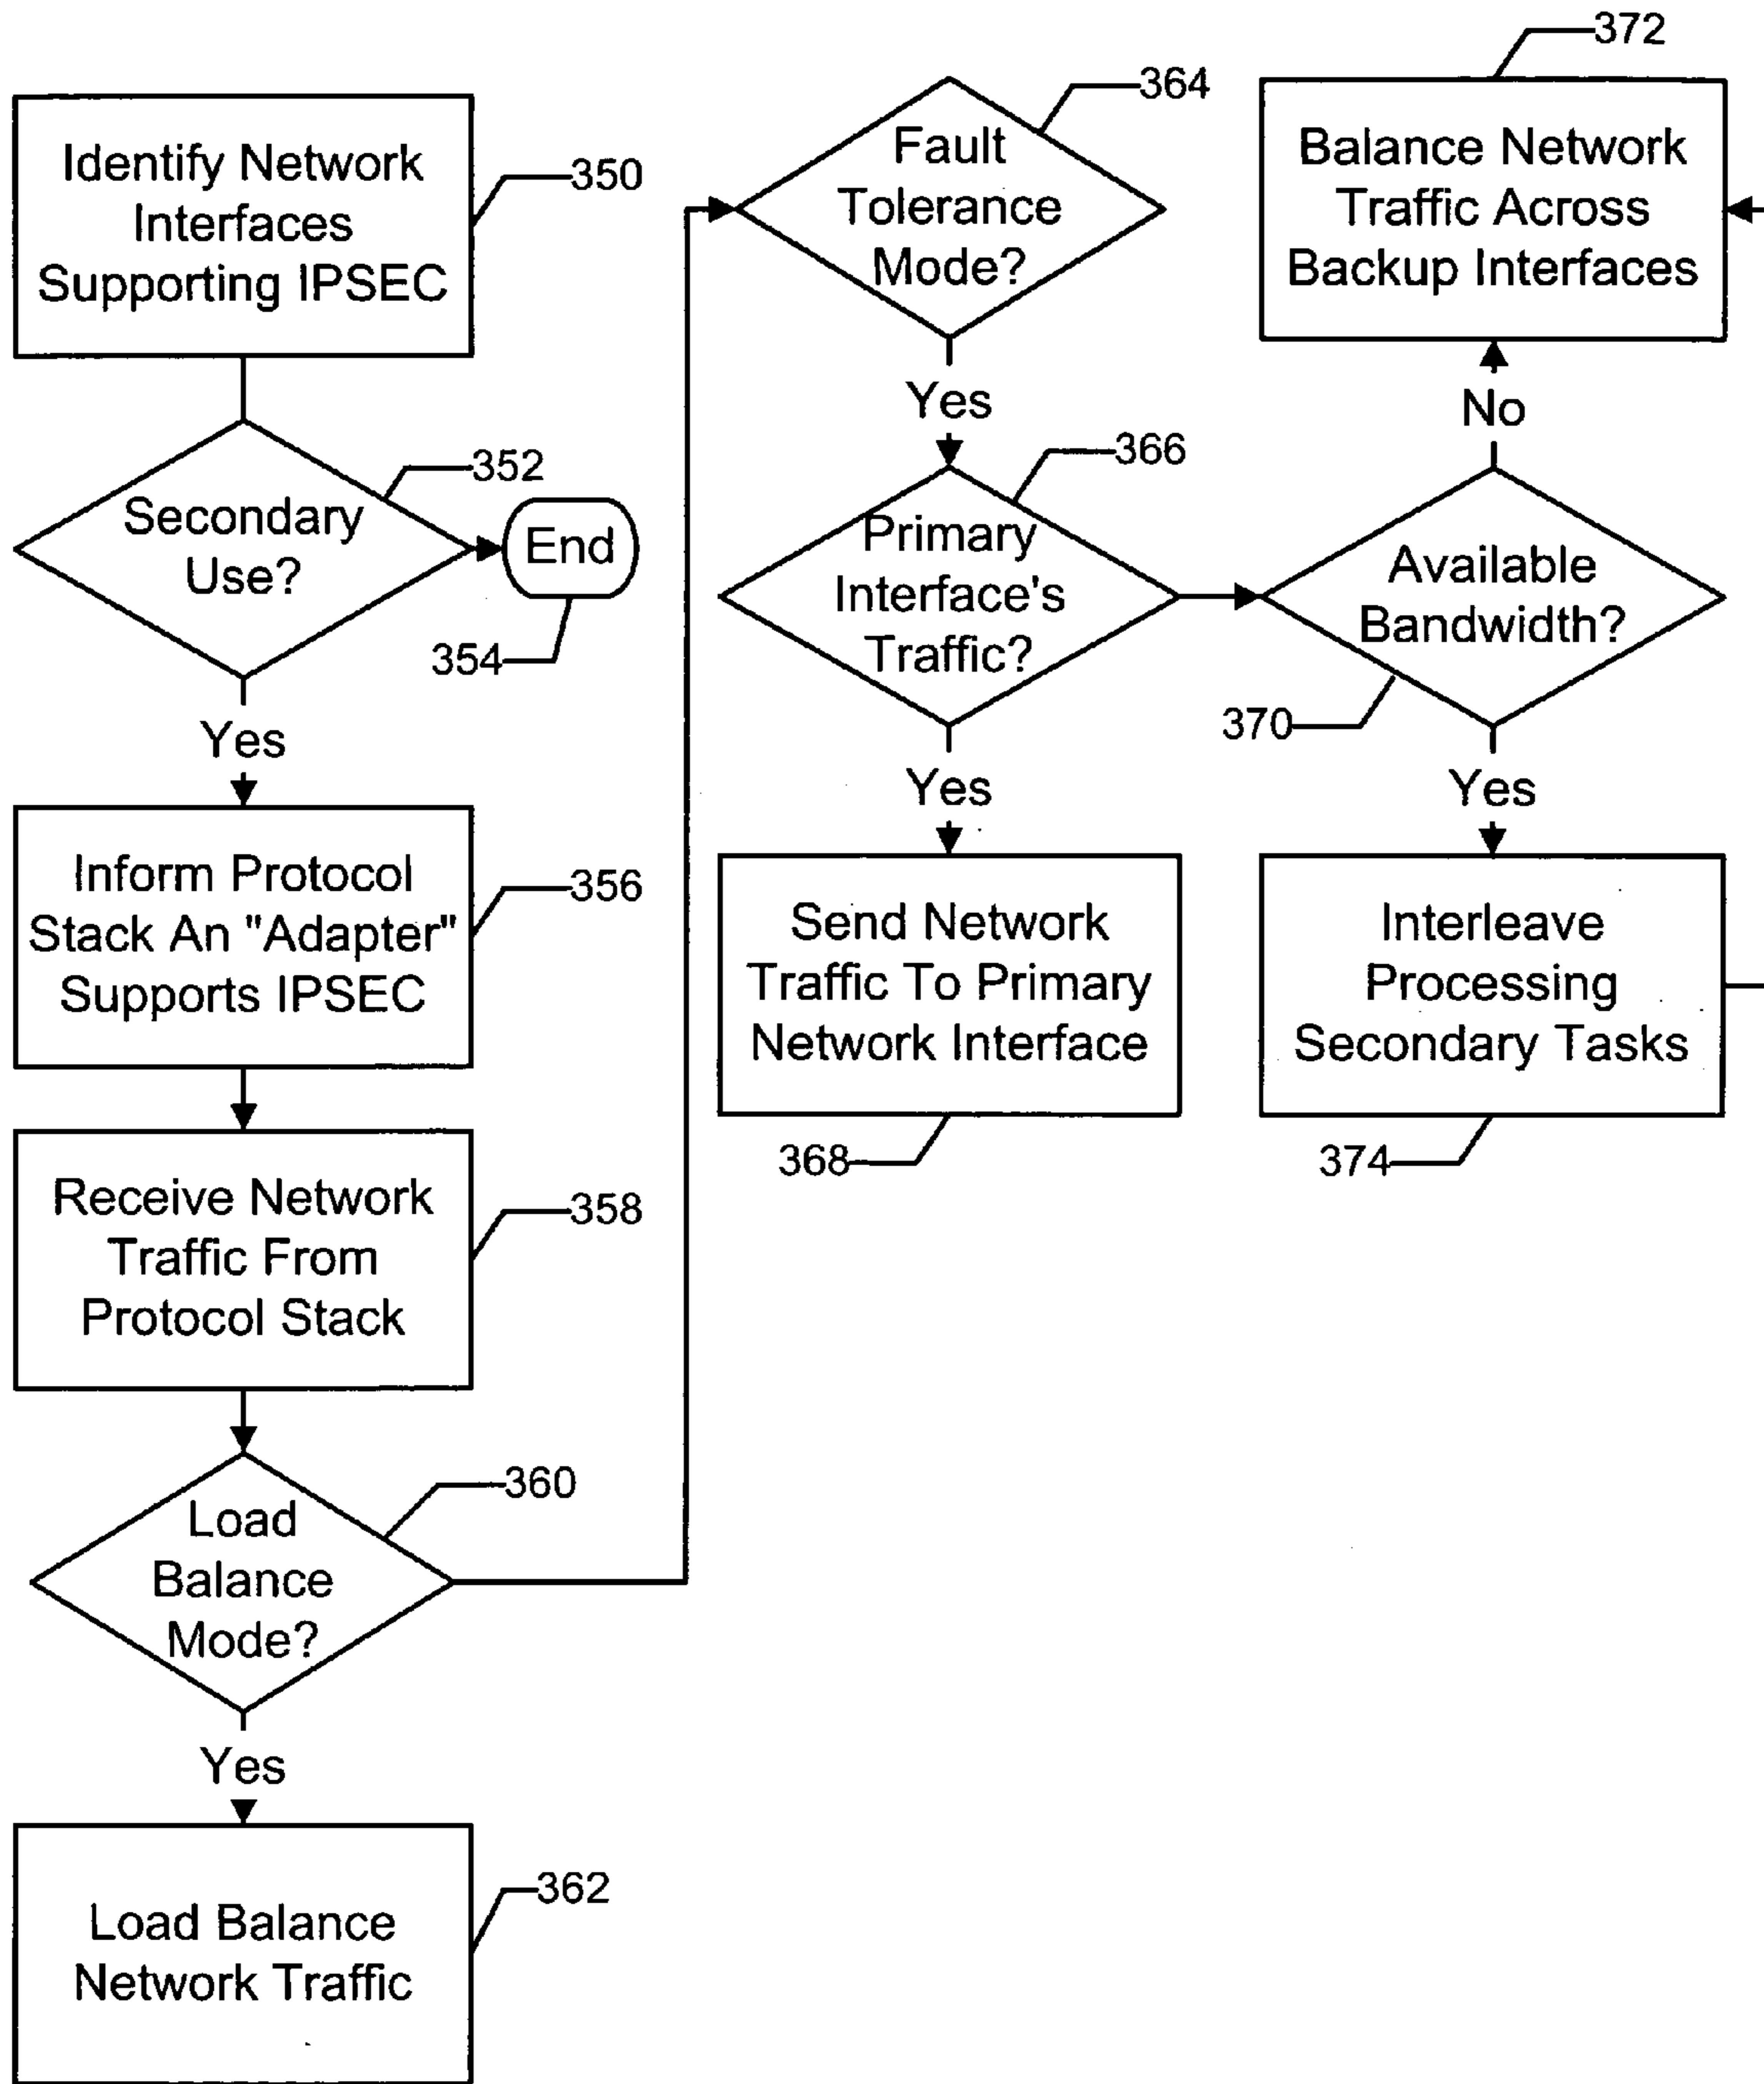 Identify Network
Interfaces
Supporting IPSEC
350
Secondary
Use?
352
End
354
Yes
Inform Protocol
Stack An "Adapter"
Supports IPSEC
356
Receive Network
Traffic From
Protocol Stack
358
Load
Balance
Mode?
360
Yes
Load Balance
Network Traffic
362
Fault
Tolerance
Mode?
364
Yes
Primary
Interface's
Traffic?
366
Yes
Send Network
Traffic To Primary
Network Interface
368
372
Balance Network
Traffic Across
Backup Interfaces
No
Available
Bandwidth?
370
Yes
Interleave
Processing
Secondary Tasks
374